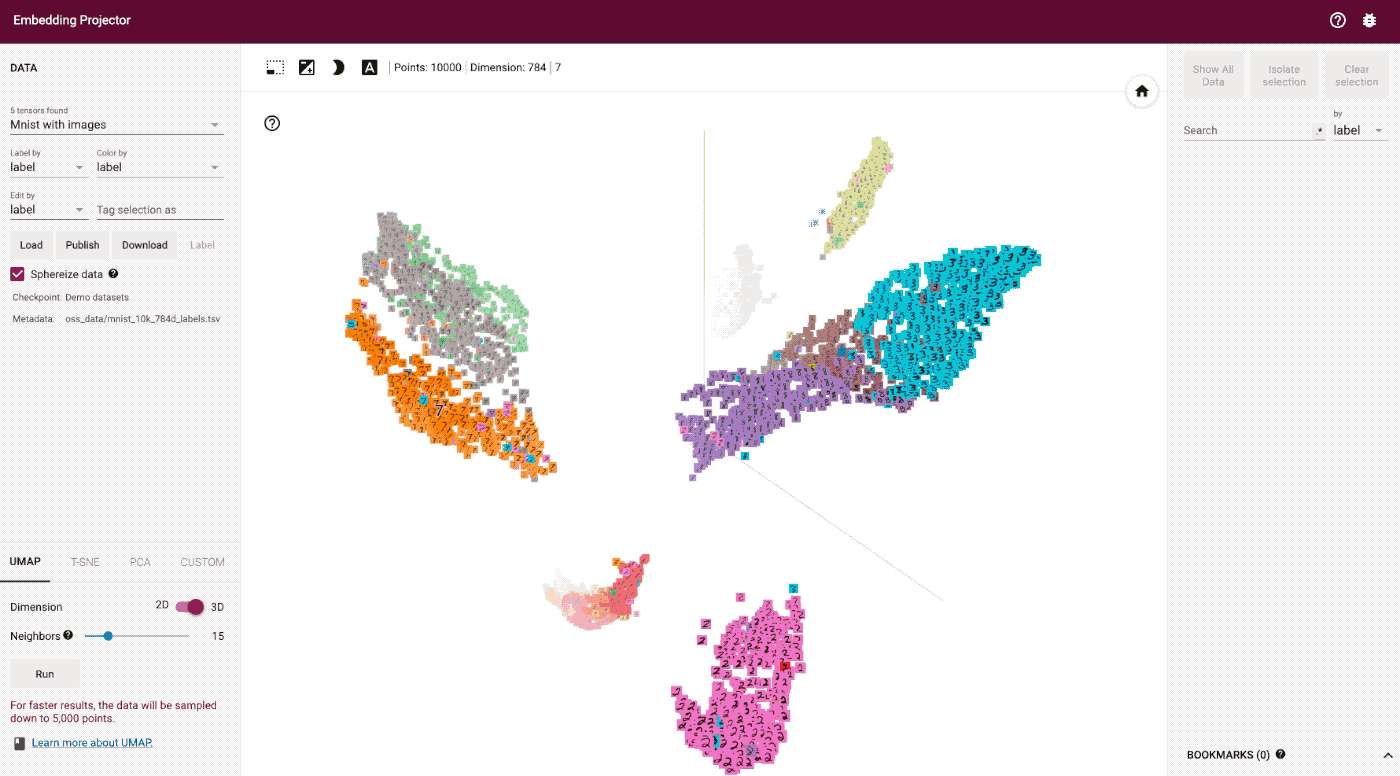 Embedding Projector
DATA
5 tensors found
Mnist with images
Label by
label
Color by
label
Edit by
label
Tag selection as
Load
Publish
Download
Label
Sphereize data
Checkpoint: Demo datasets
Metadata: oss_data/mnist_10k_784d_labels.tsv
UMAP
T-SNE
PCA
CUSTOM
Dimension 2D 3D
Neighbors 15
Run
For faster results, the data will be sampled
down to 5,000 points.
Learn more about UMAP.
A
Points: 10000 Dimension: 784 7
7
Show All
Data
Isolate
selection
Clear
selection
Search .*
by
label
BOOKMARKS (0)